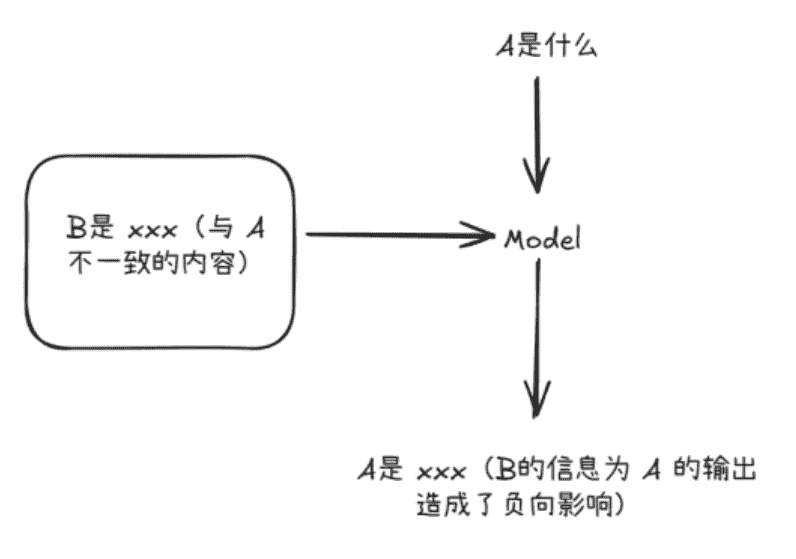 A是什么
B是 xxx（与 A
不一致的内容）
Model
A是 xxx（B的信息为 A 的输出
造成了负向影响）